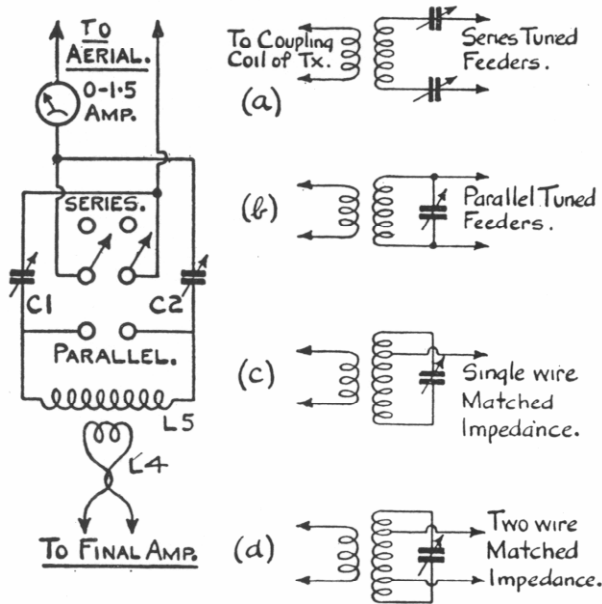 TO
AERIAL.
0-1·5
AMP.
SERIES.
C1
C2
PARALLEL.
L5
L4
TO FINAL AMP.
To Coupling
Coil of Tx.
(a)
Series Tuned
Feeders.
(b)
Parallel Tuned
Feeders.
(c)
Single wire
Matched
Impedance.
(d)
Two wire
Matched
Impedance.